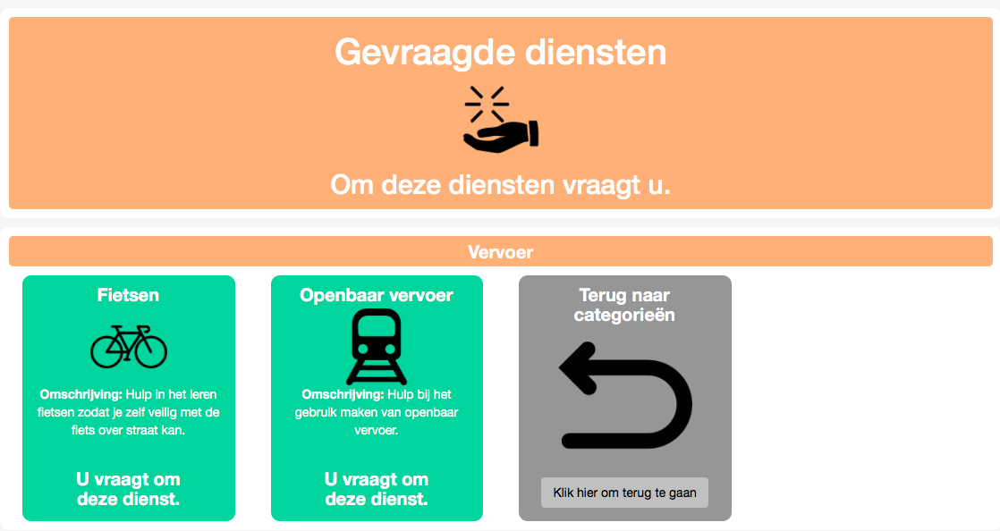 Gevraagde diensten
Om deze diensten vraagt u.
Vervoer
Fietsen
Omschrijving: Hulp in het leren
fietsen zodat je zelf veilig met de
fiets over straat kan.
U vraagt om
deze dienst.
Openbaar vervoer
Omschrijving: Hulp bij het
gebruik maken van openbaar
vervoer.
U vraagt om
deze dienst.
Terug naar
categorieën
Klik hier om terug te gaan